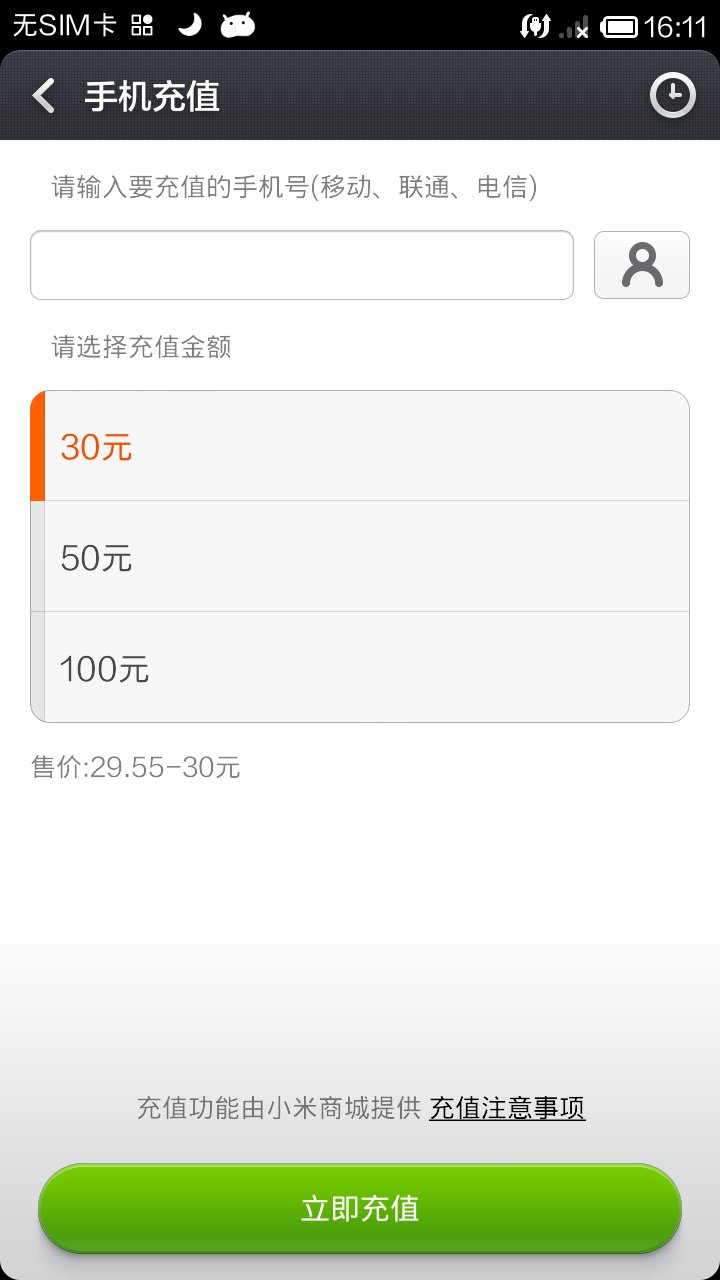 无SIM卡 16:11
手机充值
请输入要充值的手机号(移动、联通、电信)
请选择充值金额
30元
50元
100元
售价:29.55-30元
充值功能由小米商城提供 充值注意事项
立即充值